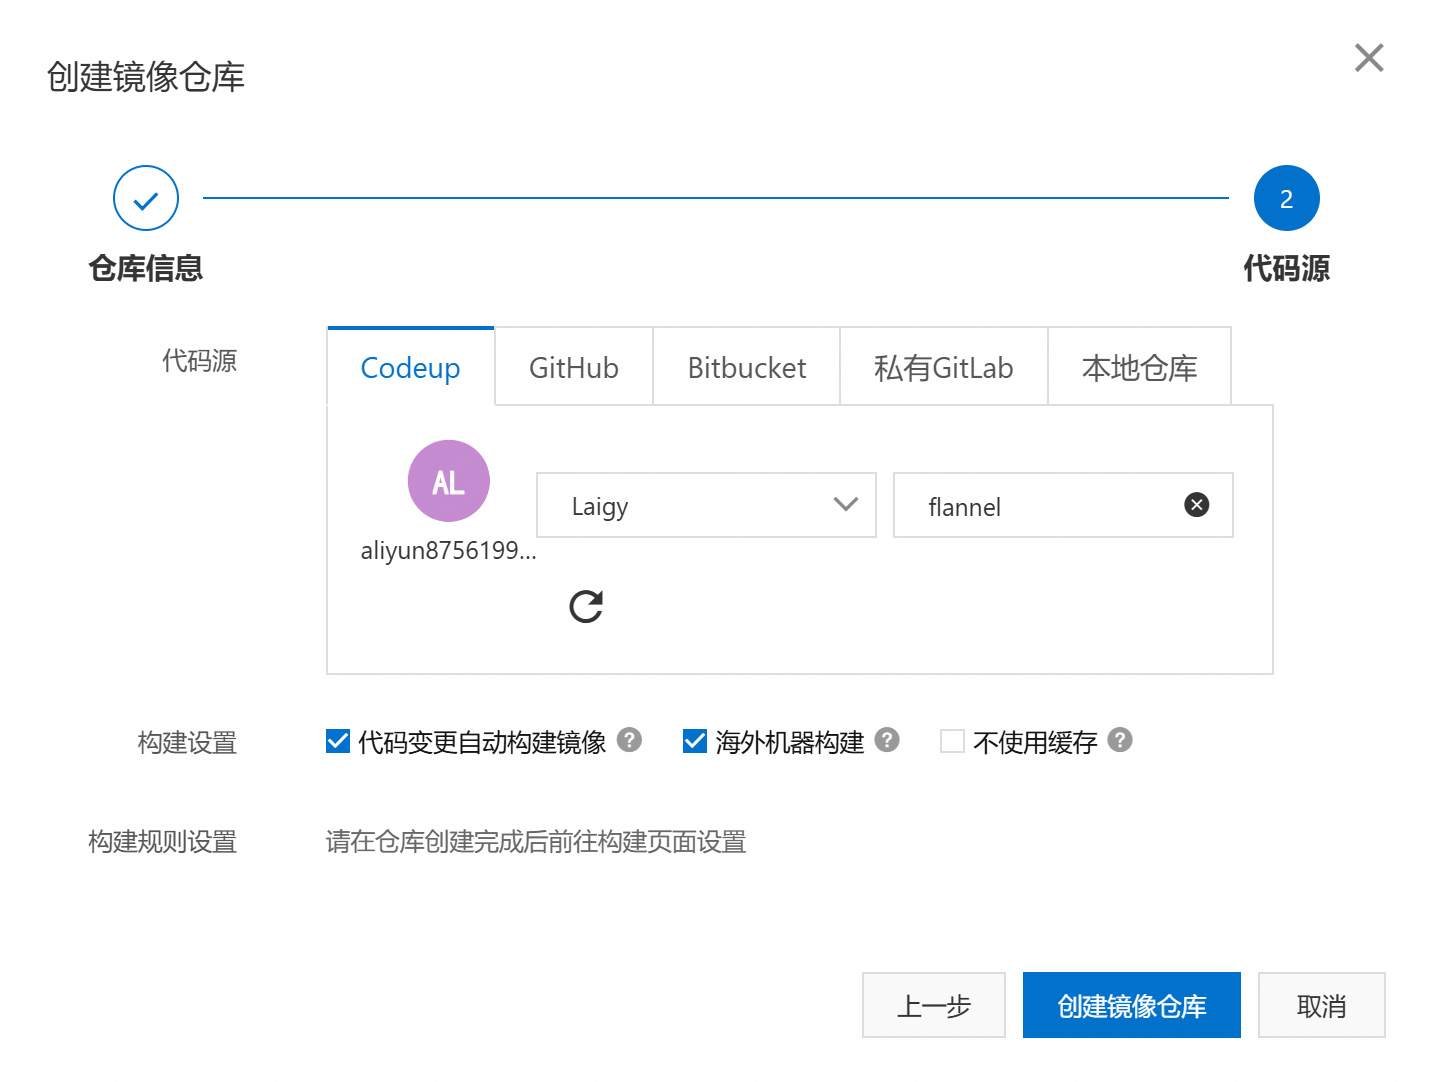 创建镜像仓库
2
仓库信息
代码源
代码源
Codeup
GitHub
Bitbucket
私有GitLab
本地仓库
AL
aliyun8756199...
Laigy
flannel
构建设置
代码变更自动构建镜像 ?
海外机器构建 ?
不使用缓存 ?
构建规则设置
请在仓库创建完成后前往构建页面设置
上一步
创建镜像仓库
取消